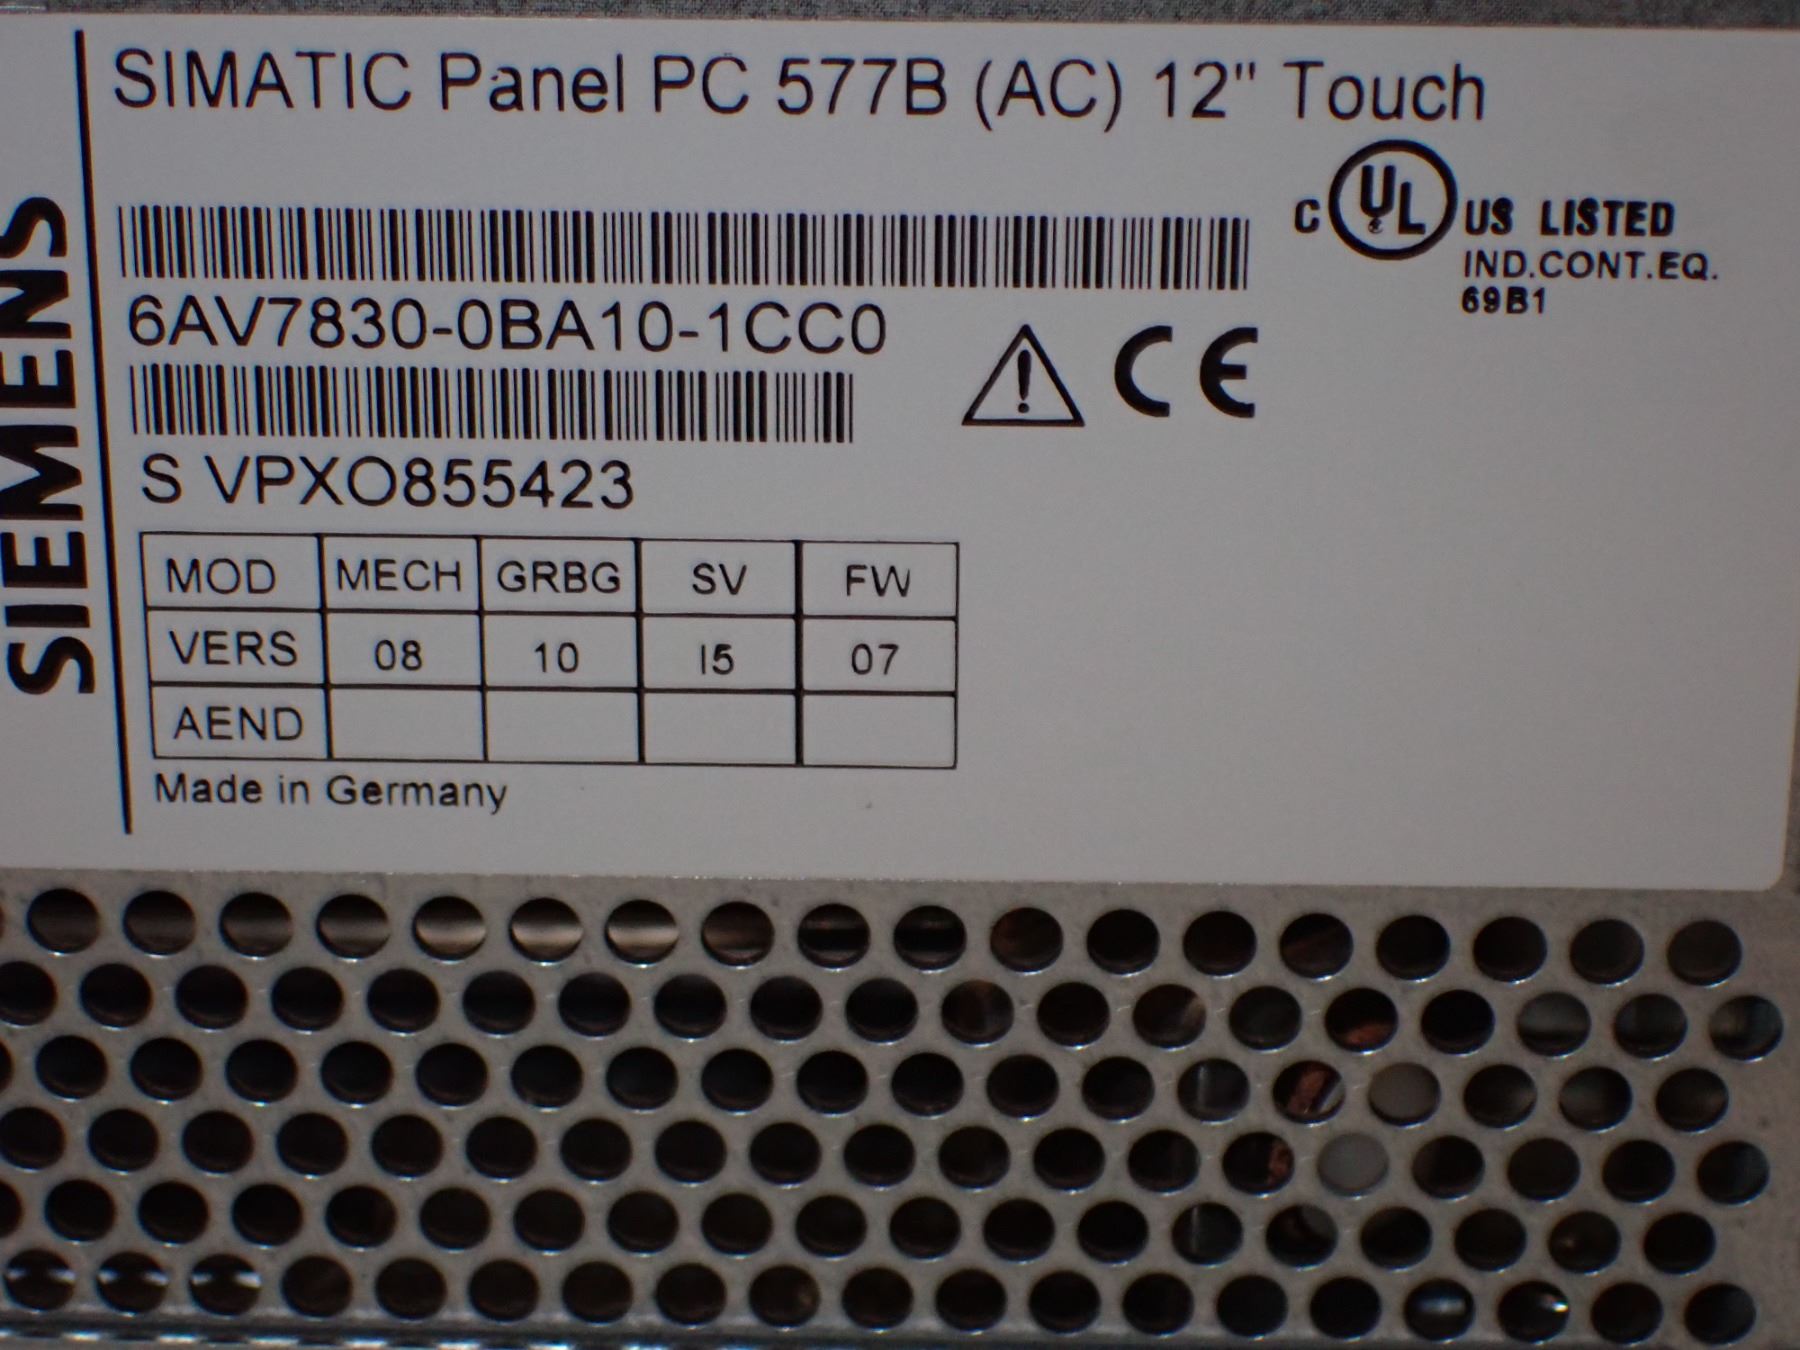 SIEMENS
SIMATIC Panel PC 577B (AC) 12" Touch
C UL US LISTED
IND.CONT.EQ.
69B1
6AV7830-0BA10-1CC0
CE
S VPXO855423
MOD MECH GRBG SV FW
VERS 08 10 I5 07
AEND
Made in Germany